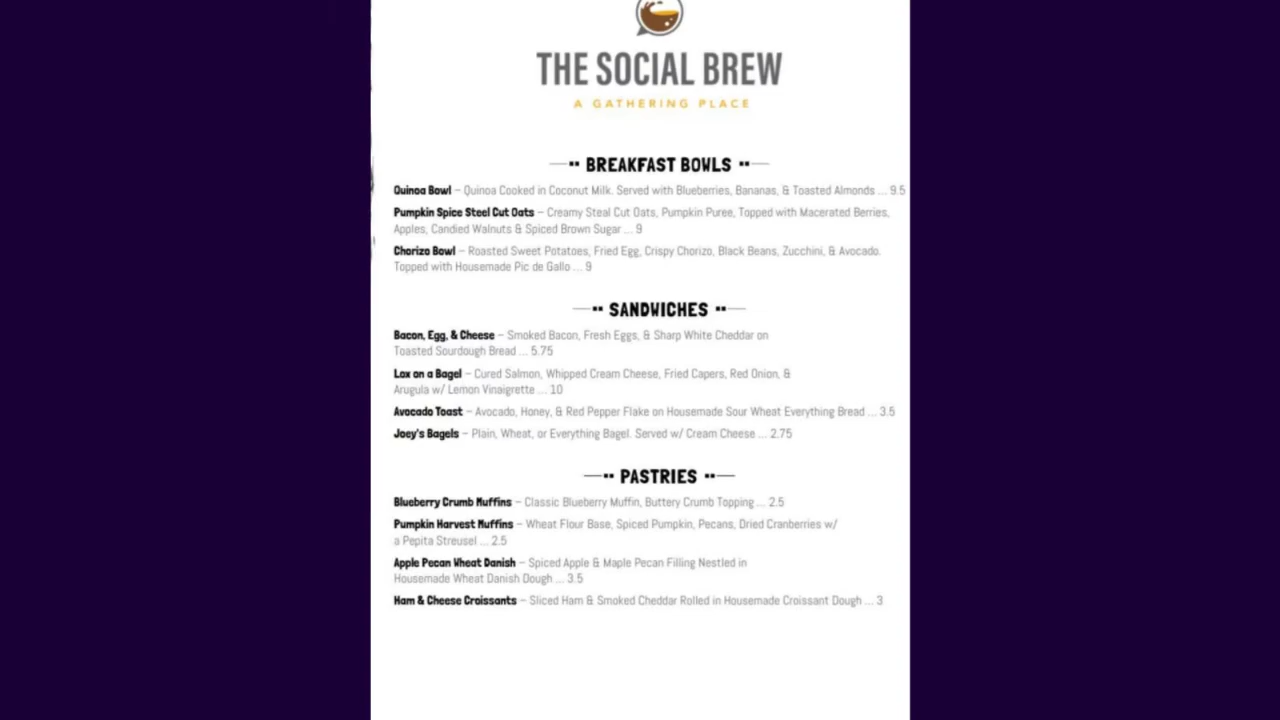 THE SOCIAL BREW
A GATHERING PLACE
BREAKFAST BOWLS
Quinoa Bowl – Quinoa Cooked in Coconut Milk. Served with Blueberries, Bananas, & Toasted Almonds ... 9.5
Pumpkin Spice Steel Cut Oats – Creamy Steal Cut Oats, Pumpkin Puree, Topped with Macerated Berries,
Apples, Candied Walnuts & Spiced Brown Sugar ... 9
Chorizo Bowl – Roasted Sweet Potatoes, Fried Egg, Crispy Chorizo, Black Beans, Zucchini, & Avocado.
Topped with Housemade Pic de Gallo ... 9
SANDWICHES
Bacon, Egg, & Cheese – Smoked Bacon, Fresh Eggs, & Sharp White Cheddar on
Toasted Sourdough Bread ... 5.75
Lox on a Bagel – Cured Salmon, Whipped Cream Cheese, Fried Capers, Red Onion, &
Arugula w/ Lemon Vinaigrette ... 10
Avocado Toast – Avocado, Honey, & Red Pepper Flake on Housemade Sour Wheat Everything Bread ... 3.5
Joey's Bagels – Plain, Wheat, or Everything Bagel. Served w/ Cream Cheese ... 2.75
PASTRIES
Blueberry Crumb Muffins – Classic Blueberry Muffin, Buttery Crumb Topping ... 2.5
Pumpkin Harvest Muffins – Wheat Flour Base, Spiced Pumpkin, Pecans, Dried Cranberries w/
a Pepita Streusel ... 2.5
Apple Pecan Wheat Danish – Spiced Apple & Maple Pecan Filling Nestled in
Housemade Wheat Danish Dough ... 3.5
Ham & Cheese Croissants – Sliced Ham & Smoked Cheddar Rolled in Housemade Croissant Dough ... 3